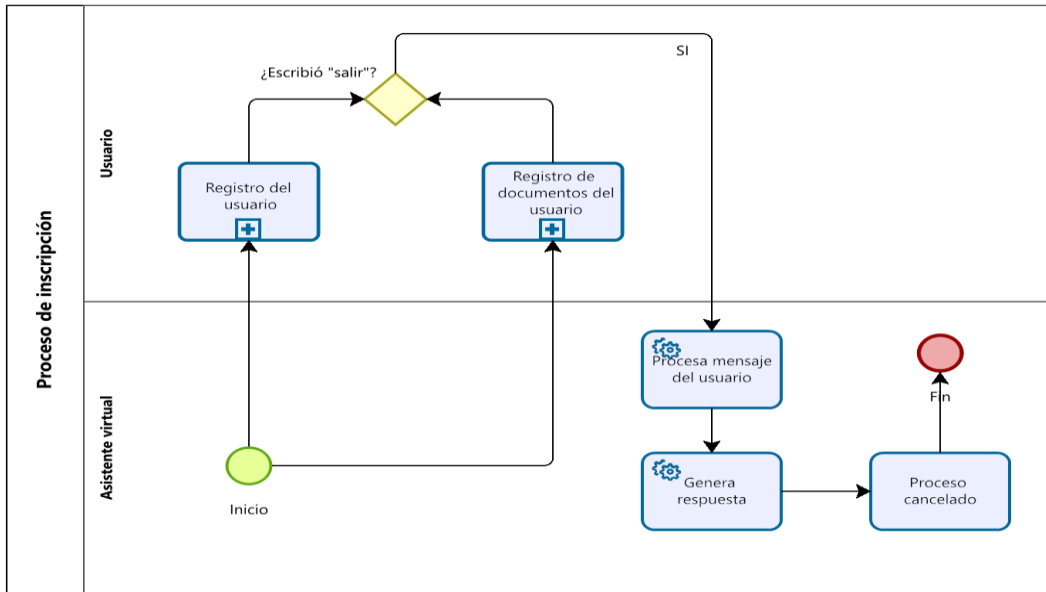 Proceso de inscripción
Usuario
¿Escribió "salir"?
SI
Registro del
usuario
Registro de
documentos del
usuario
Asistente virtual
Inicio
Procesa mensaje
del usuario
Genera
respuesta
Proceso
cancelado
Fin